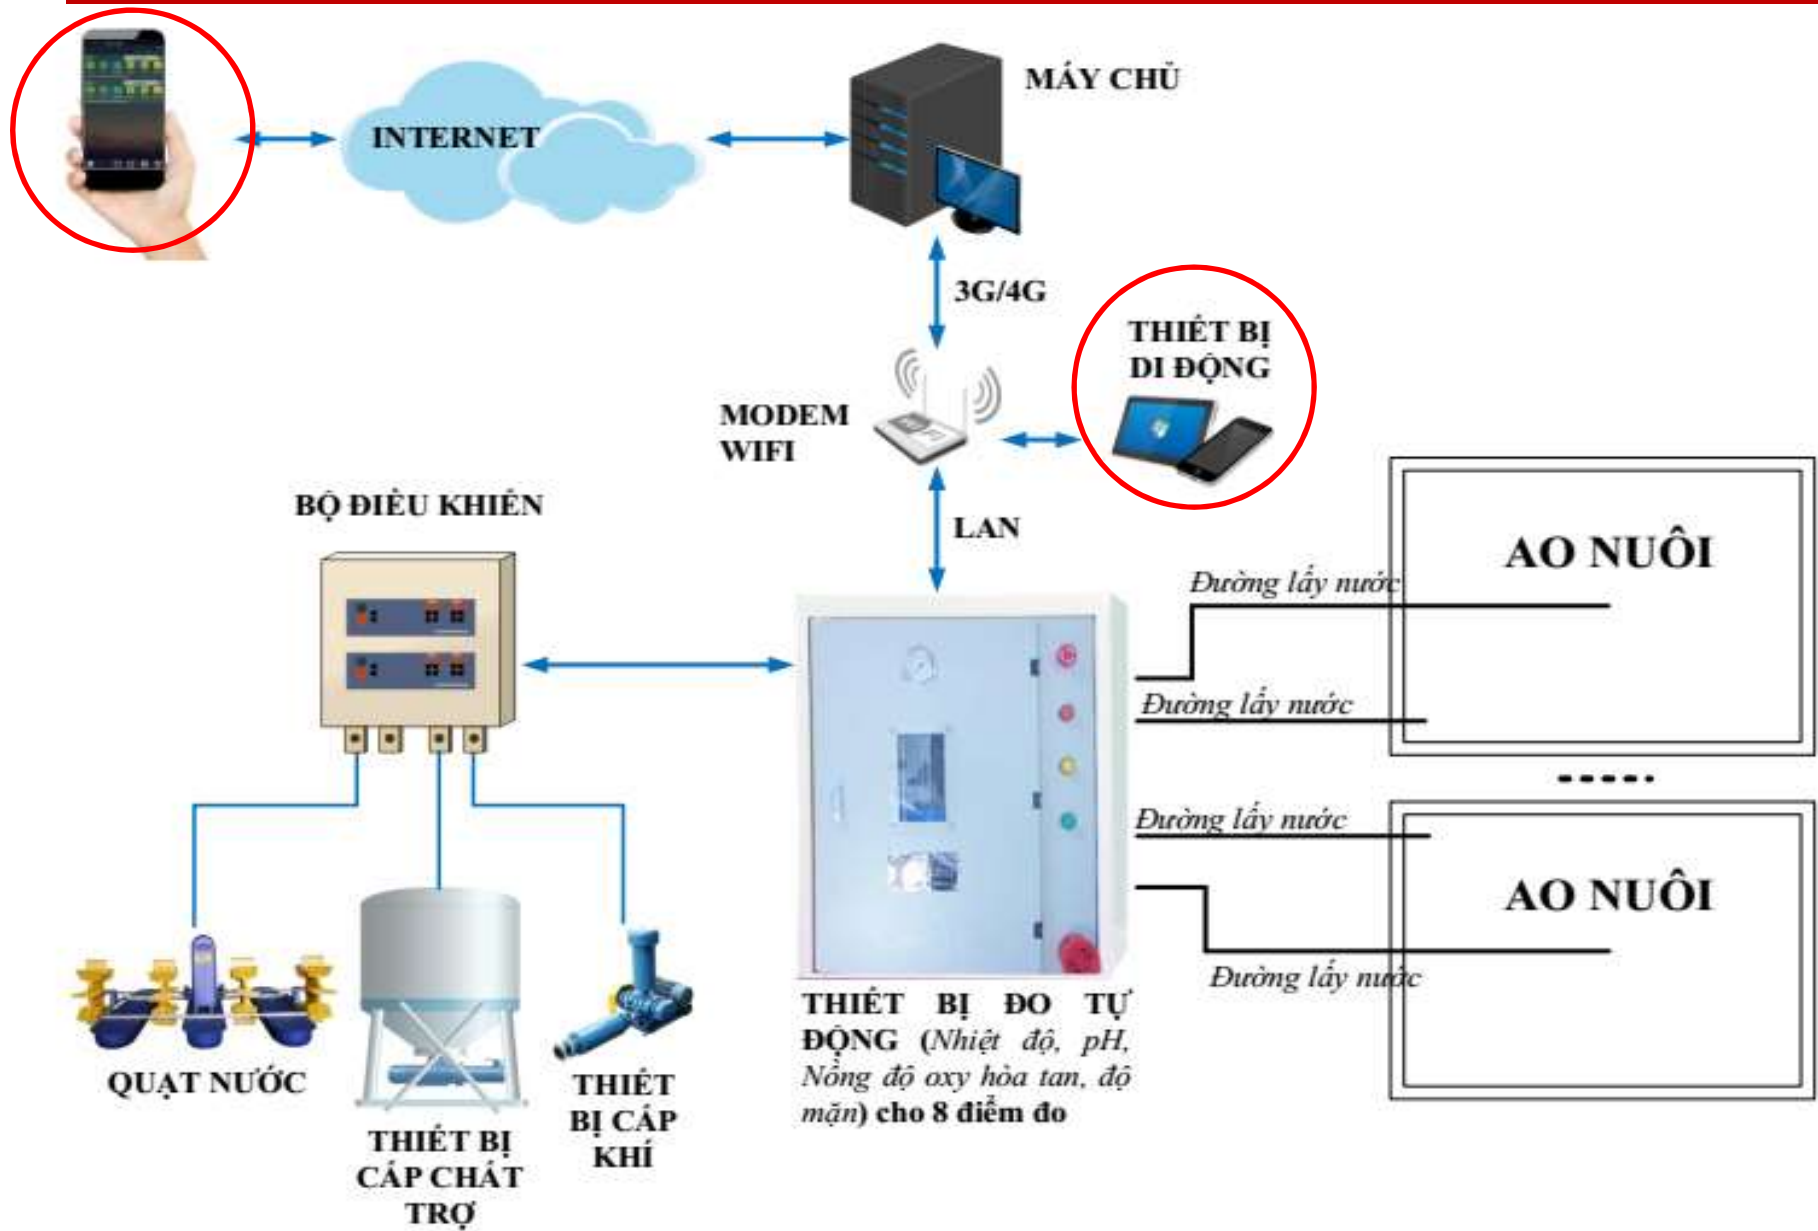 INTERNET
MÁY CHỦ
3G/4G
THIẾT BỊ
DI ĐỘNG
MODEM
WIFI
LAN
BỘ ĐIỀU KHIỂN
AO NUÔI
Đường lấy nước
Đường lấy nước
Đường lấy nước
AO NUÔI
Đường lấy nước
QUẠT NƯỚC
THIẾT BỊ
CẤP CHẤT
TRỢ
THIẾT
BỊ CẤP
KHÍ
THIẾT BỊ ĐO TỰ
ĐỘNG (Nhiệt độ, pH,
Nồng độ oxy hòa tan, độ
mặn) cho 8 điểm đo